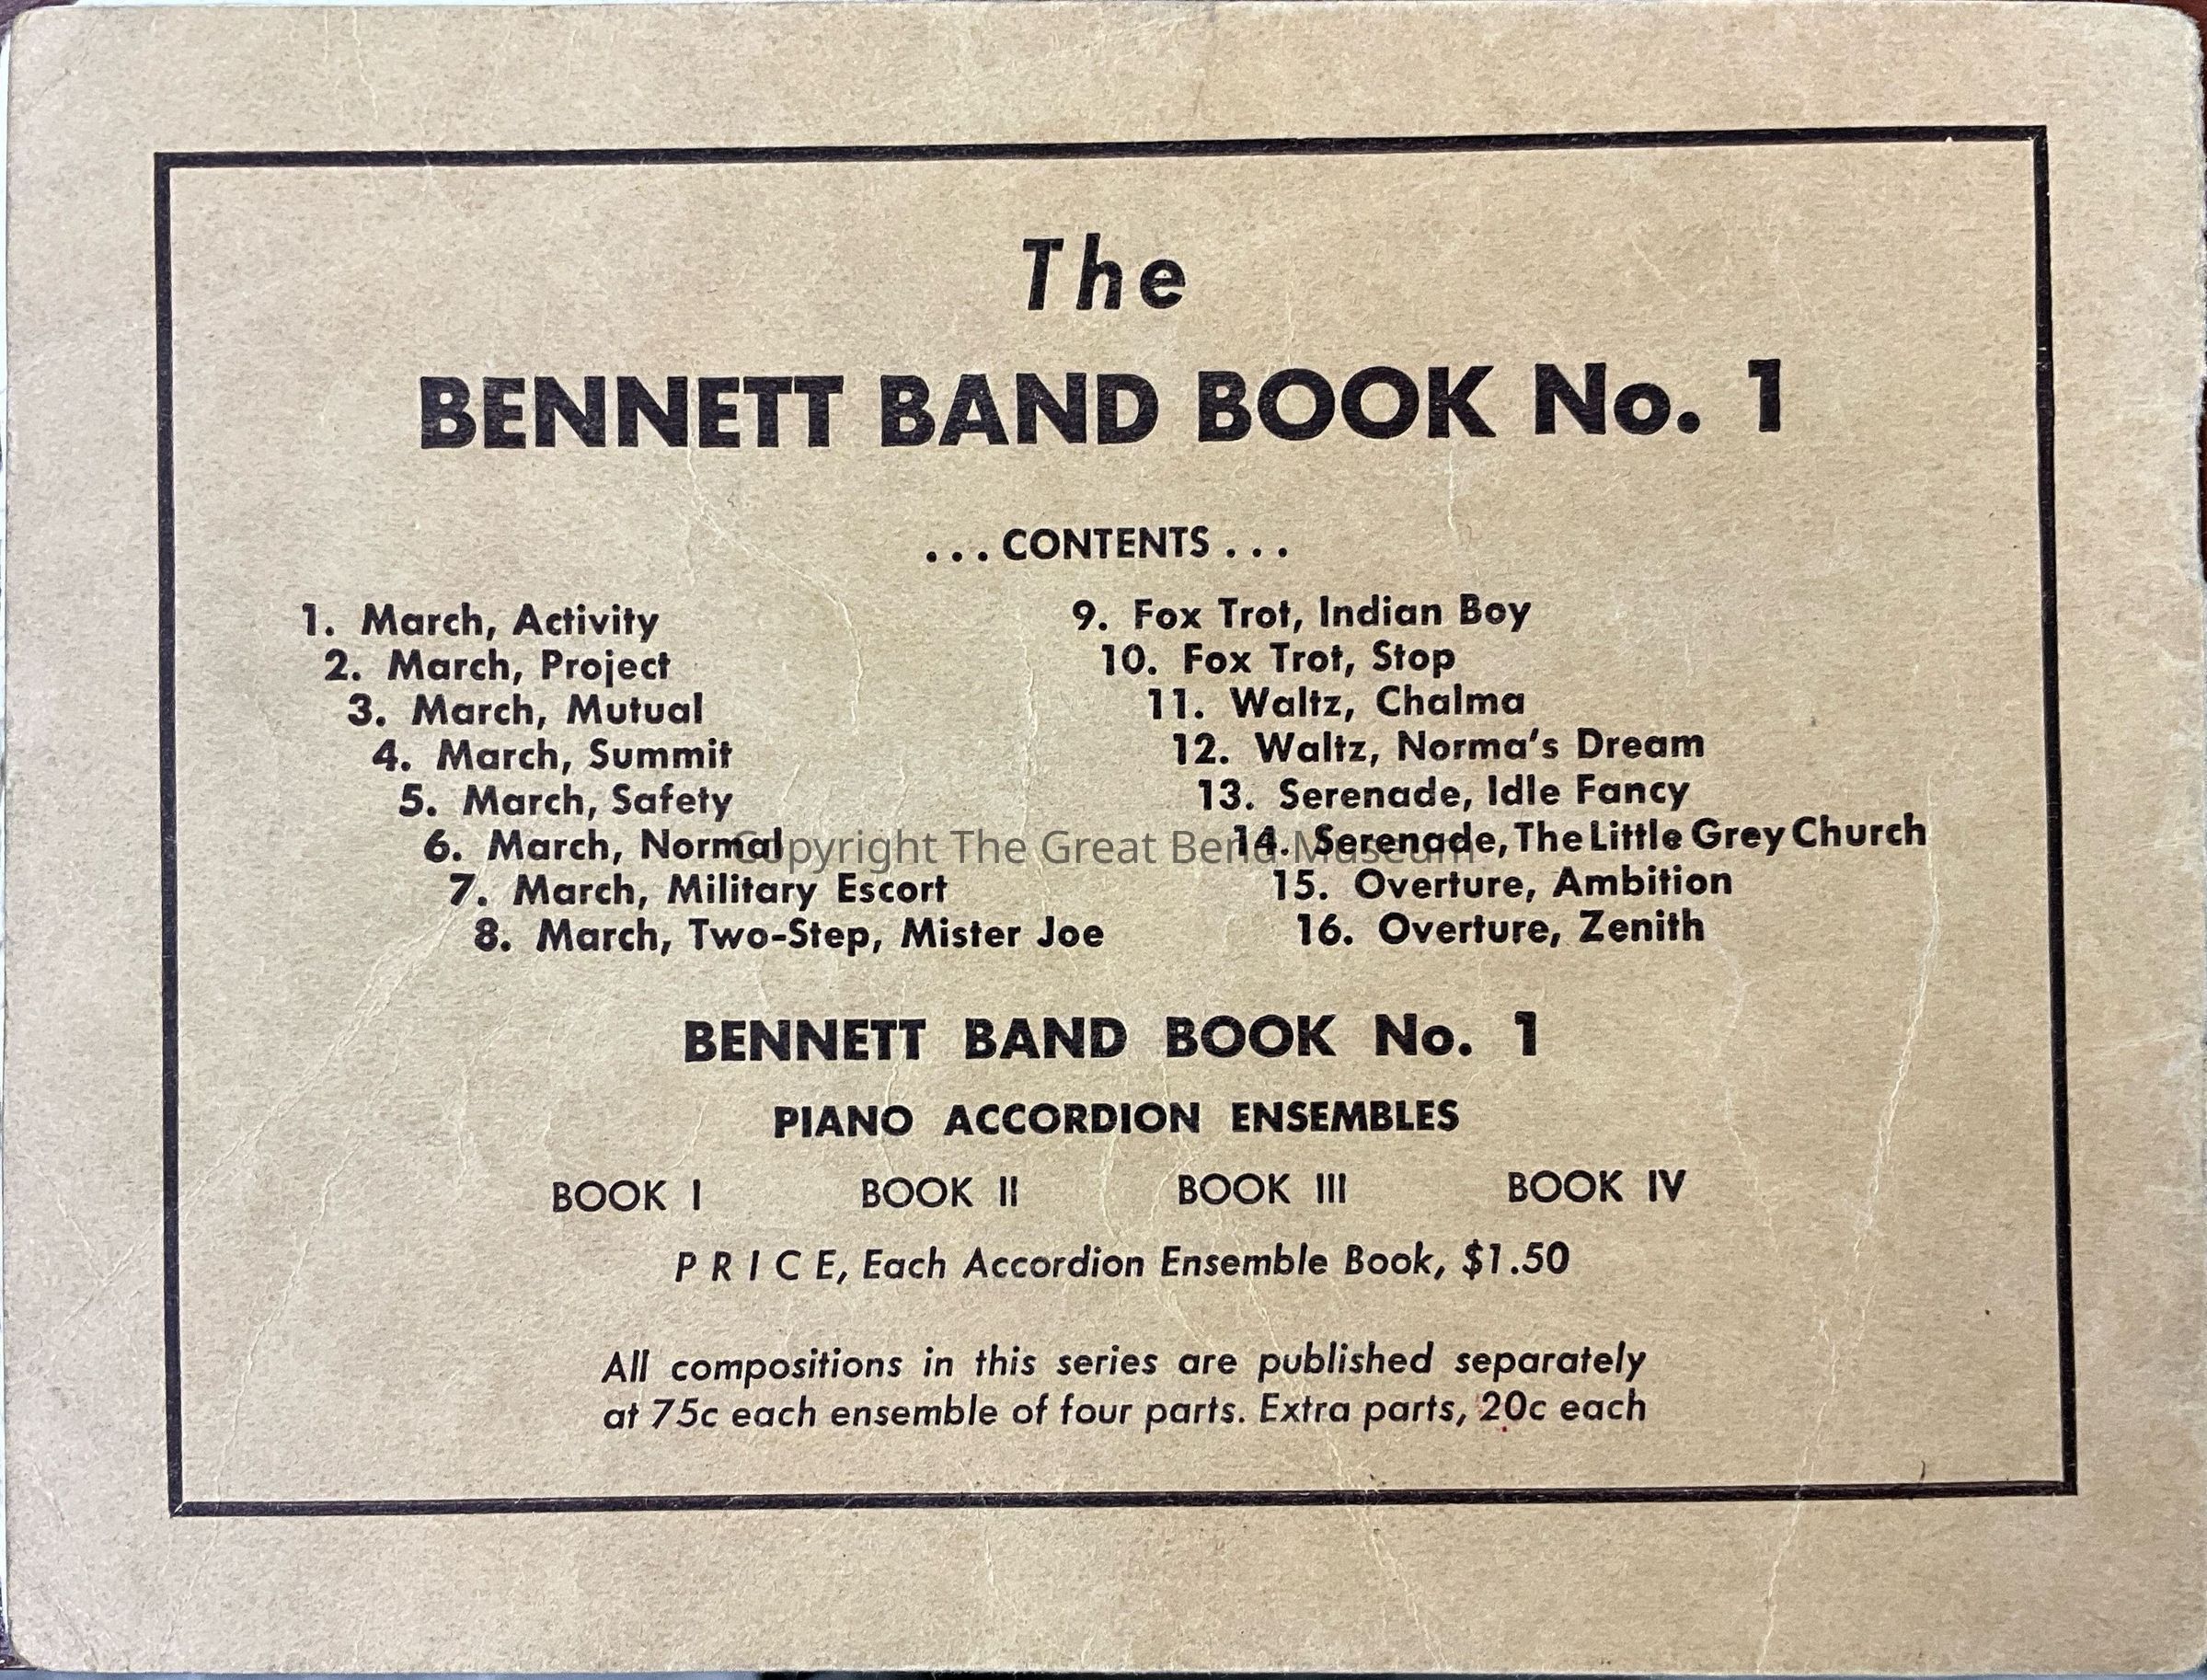 The
BENNETT BAND BOOK No. 1
...CONTENTS...
1. March, Activity
2. March, Project
3. March, Mutual
4. March, Summit
5. March, Safety
6. March, Normal
7. March, Military Escort
8. March, Two-Step, Mister Joe
9. Fox Trot, Indian Boy
10. Fox Trot, Stop
11. Waltz, Chalma
12. Waltz, Norma's Dream
13. Serenade, Idle Fancy
14. Serenade, The Little Grey Church
15. Overture, Ambition
16. Overture, Zenith
Copyright The Great Bend Museum
BENNETT BAND BOOK No. 1
PIANO ACCORDION ENSEMBLES
BOOK I BOOK II BOOK III BOOK IV
PRICE, Each Accordion Ensemble Book, $1.50
All compositions in this series are published separately
at 75c each ensemble of four parts. Extra parts, 20c each